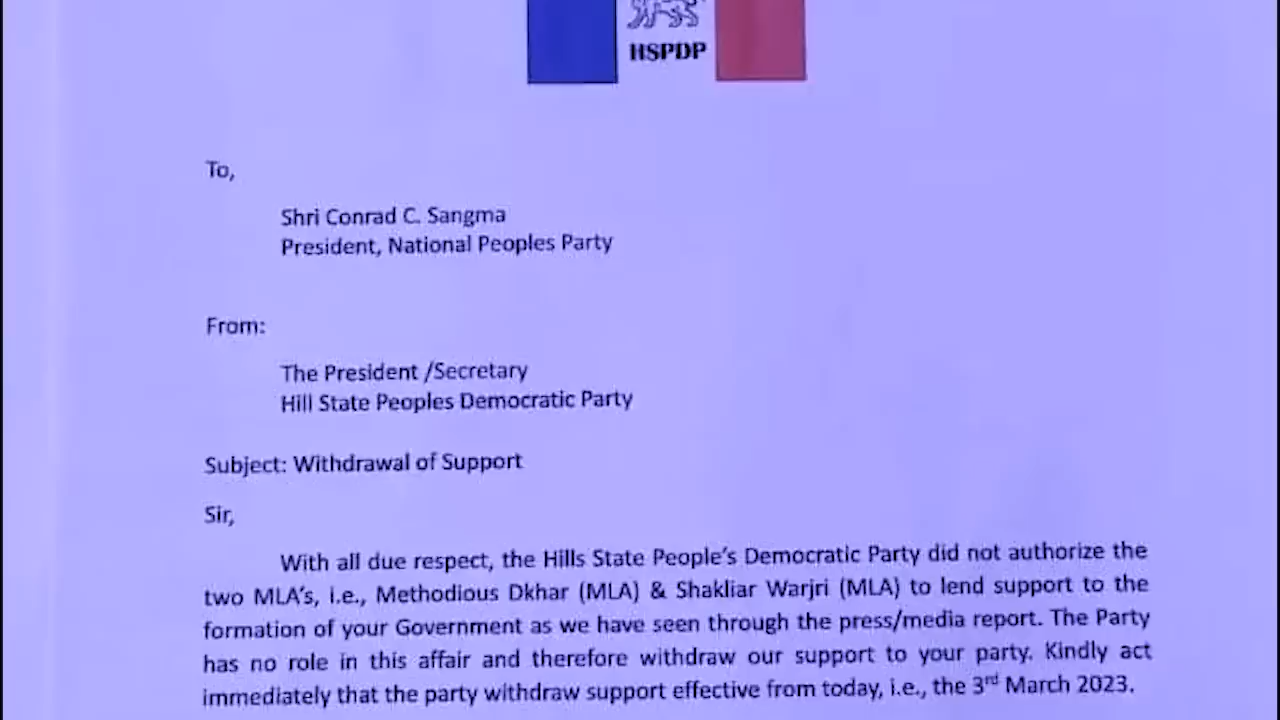 HSPDP
To,
Shri Conrad C. Sangma
President, National Peoples Party
From:
The President /Secretary
Hill State Peoples Democratic Party
Subject: Withdrawal of Support
Sir,
With all due respect, the Hills State People's Democratic Party did not authorize the
two MLA's, i.e., Methodious Dkhar (MLA) & Shakliar Warjri (MLA) to lend support to the
formation of your Government as we have seen through the press/media report. The Party
has no role in this affair and therefore withdraw our support to your party. Kindly act
immediately that the party withdraw support effective from today, i.e., the 3rd March 2023.